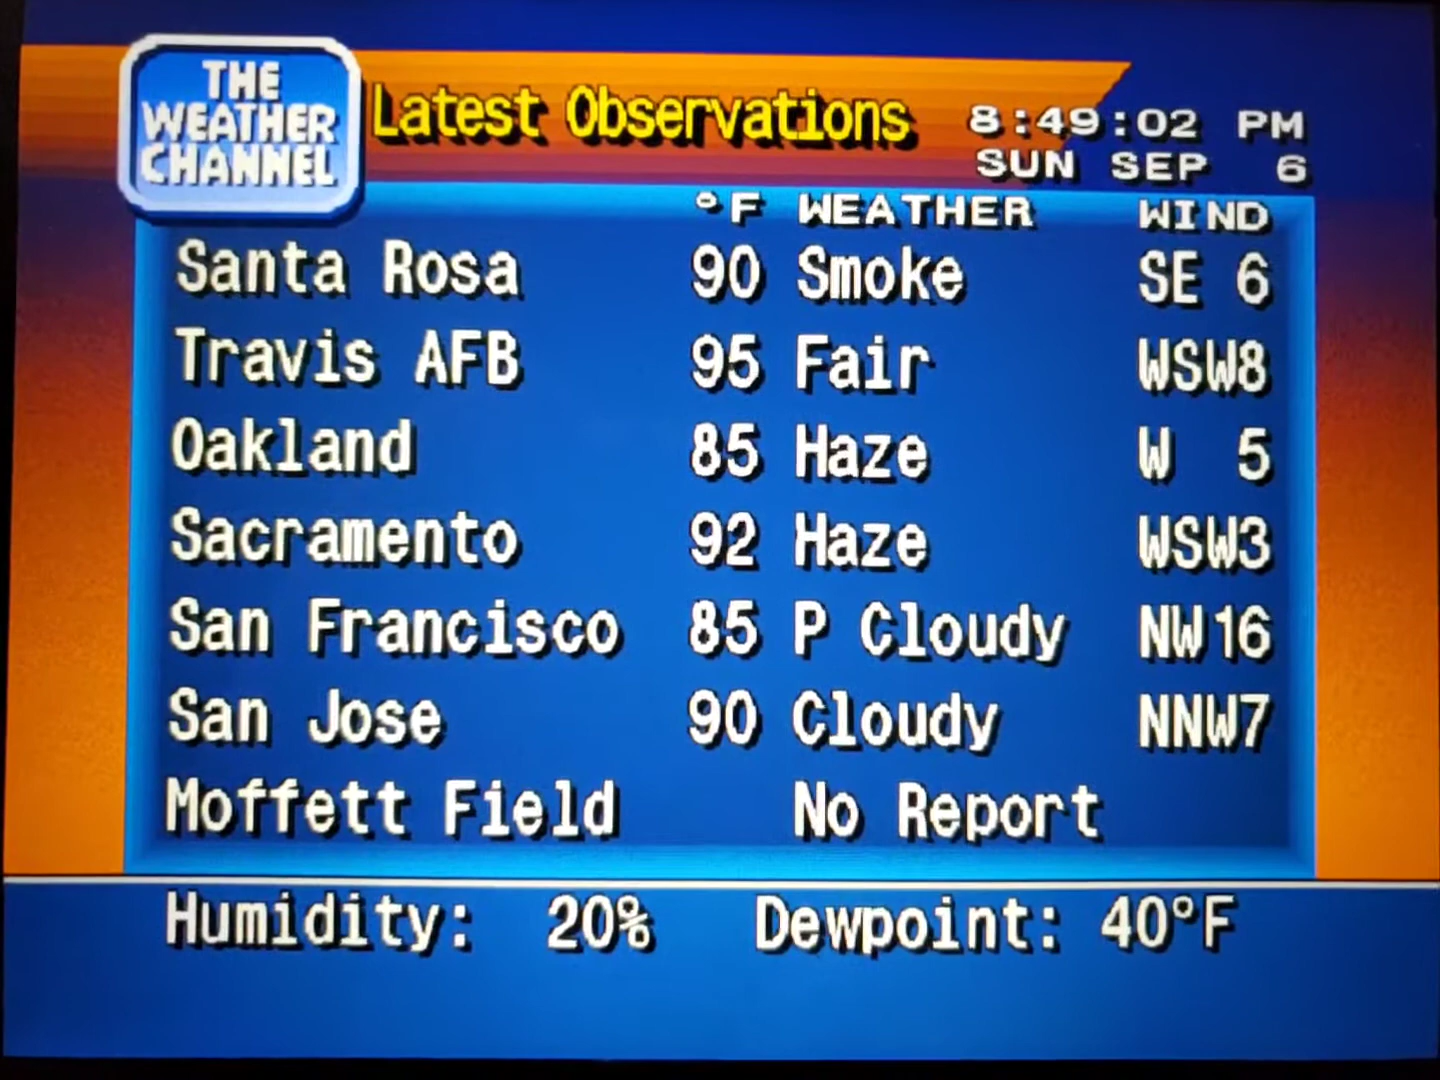 THE
WEATHER
CHANNEL
Latest Observations
8:49:02 PM
SUN SEP 6
°F WEATHER WIND
Santa Rosa 90 Smoke SE 6
Travis AFB 95 Fair WSW8
Oakland 85 Haze W 5
Sacramento 92 Haze WSW3
San Francisco 85 P Cloudy NW16
San Jose 90 Cloudy NNW7
Moffett Field No Report
Humidity: 20% Dewpoint: 40°F